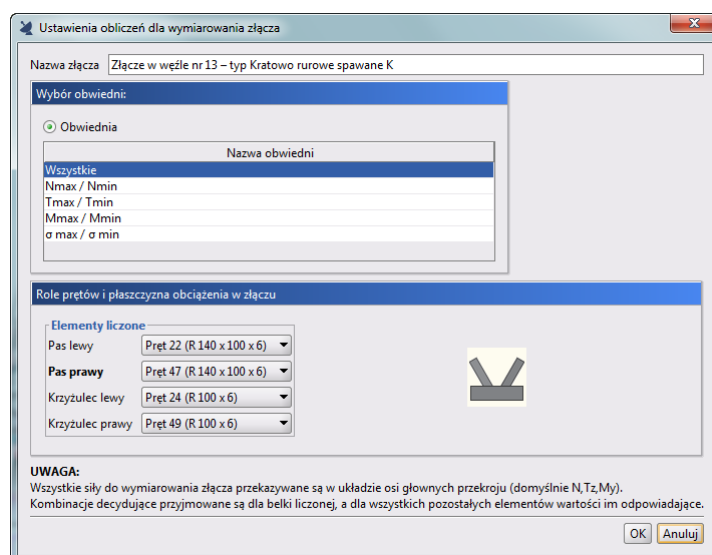 Ustawienia obliczeń dla wymiarowania złącza
Nazwa złącza Złącze w węźle nr 13 – typ Kratowo rurowe spawane K
Wybór obwiedni:
Obwiednia
Nazwa obwiedni
Wszystkie
Nmax / Nmin
Tmax / Tmin
Mmax / Mmin
σ max / σ min
Role prętów i płaszczyzna obciążenia w złączu
Elementy liczone
Pas lewy Pręt 22 (R 140 x 100 x 6)
Pas prawy Pręt 47 (R 140 x 100 x 6)
Krzyżulec lewy Pręt 24 (R 100 x 6)
Krzyżulec prawy Pręt 49 (R 100 x 6)
UWAGA:
Wszystkie siły do wymiarowania złącza przekazywane są w układzie osi głownych przekroju (domyślnie N,Tz,My).
Kombinacje decydujące przyjmowane są dla belki liczonej, a dla wszystkich pozostałych elementów wartości im odpowiadające.
OK Anuluj